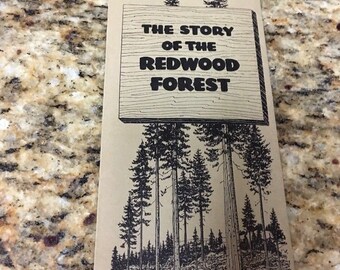 THE STORY
OF THE
REDWOOD
FOREST